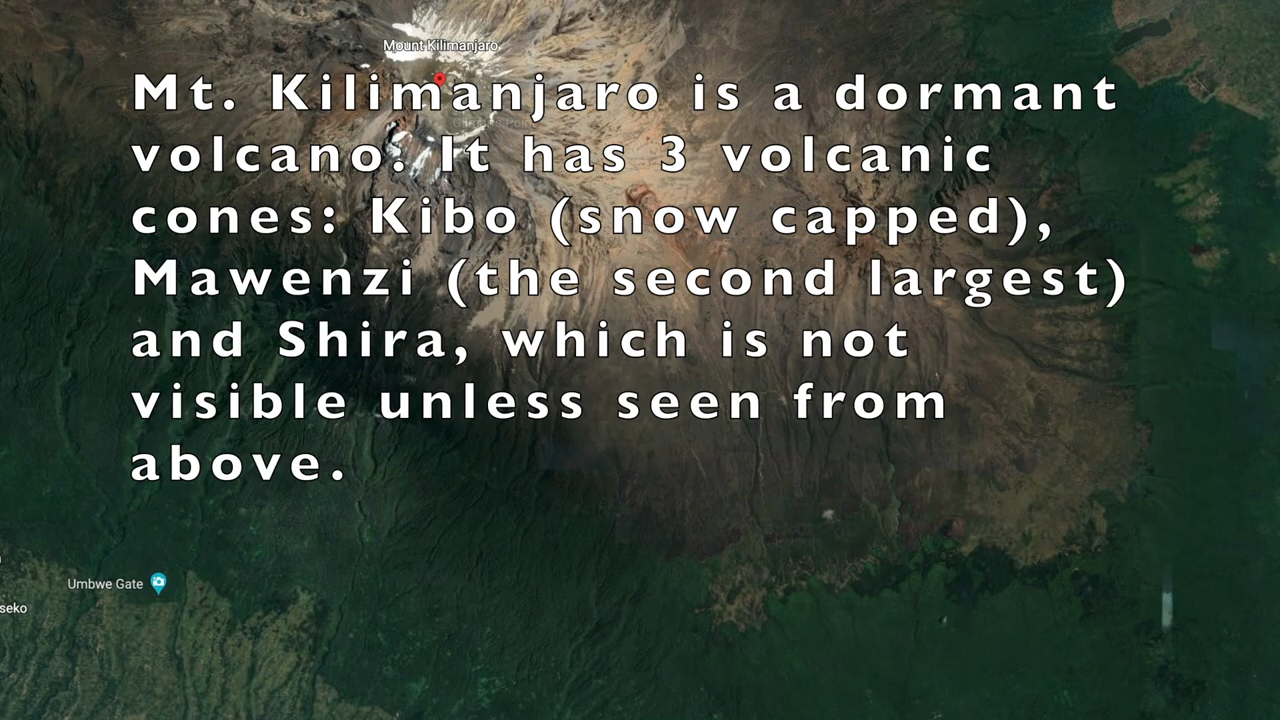 Mount Kilimanjaro
Mt. Kilimanjaro is a dormant
volcano. It has 3 volcanic
cones: Kibo (snow capped),
Mawenzi (the second largest)
and Shira, which is not
visible unless seen from
above.
Umbwe Gate
seko